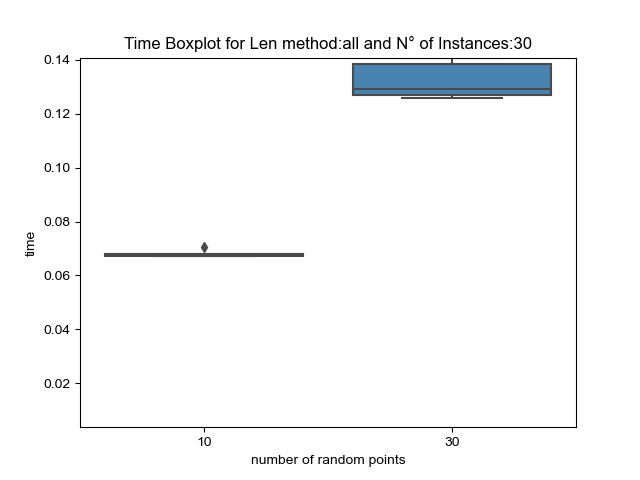 Time Boxplot for Len method:all and N° of Instances:30
0.14
0.12
0.10
0.08
0.06
0.04
0.02
time
10 30
number of random points